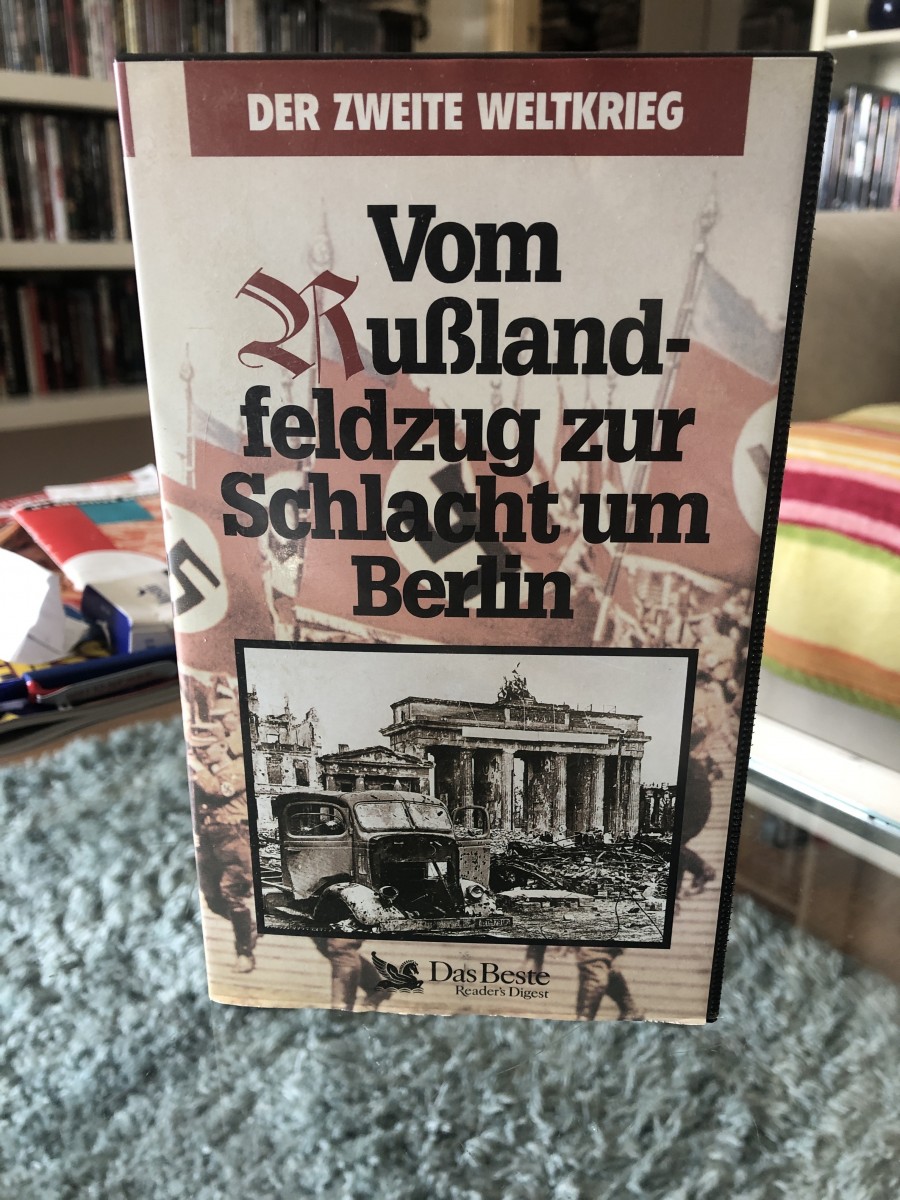 DER ZWEITE WELTKRIEG
Vom
Rußland-
feldzug zur
Schlacht um
Berlin
Das Beste
Reader's Digest